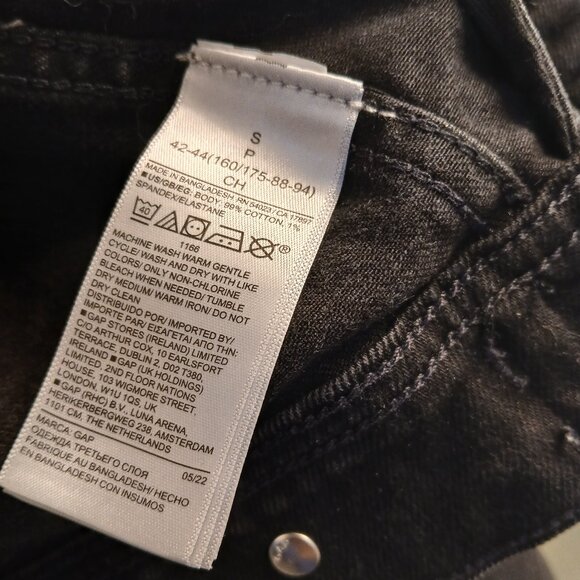 S
P
42-44(160/175-88-94)
CH
MADE IN BANGLADESH RN 54023 / CA 17897
■US/GB/EG: BODY: 99% COTTON, 1%
SPANDEX/ELASTANE
40
1166
MACHINE WASH WARM GENTLE
CYCLE/ WASH AND DRY WITH LIKE
COLORS/ ONLY NON-CHLORINE
BLEACH WHEN NEEDED/ TUMBLE
DRY MEDIUM/ WARM IRON/ DO NOT
DRY CLEAN
DISTRIBUIDO POR/ IMPORTED BY/
IMPORTE PAR/ ΕΙΣΑΓΕΤΑΙ ΑΠΟ ΤΗΝ:
■GAP STORES (IRELAND) LIMITED
C/O ARTHUR COX, 10 EARLSFORT
TERRACE, DUBLIN 2, D02 T380,
IRELAND ■GAP (UK HOLDINGS)
LIMITED, 2ND FLOOR NATIONS
HOUSE, 103 WIGMORE STREET,
LONDON, W1U 1QS, UK
■GAP (RHC) B.V., LUNA ARENA,
HERIKERBERGWEG 238, AMSTERDAM
1101 CM, THE NETHERLANDS
MARCA: GAP
ОДЕЖДА ТРЕТЬЕГО СЛОЯ 05/22
FABRIQUE AU BANGLADESH/ HECHO
EN BANGLADESH CON INSUMOS